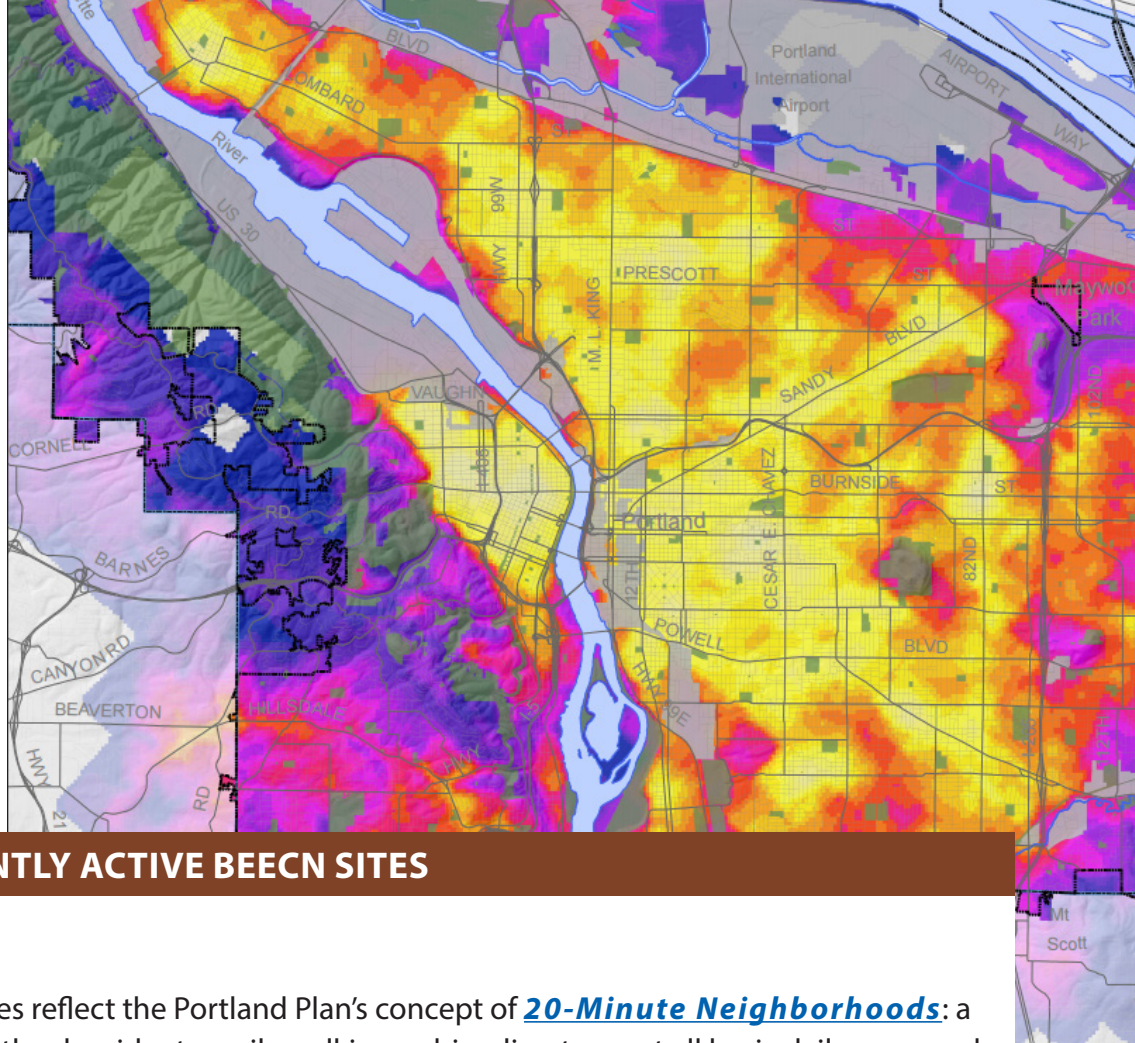 BLVD
Portland
International
Airport
AIRPORT
WAY
LOMBARD
ST
River
US 30
99W
HWY
ST
PRESCOTT
ST
M. L. KING
BLVD
Park
SANDY
102ND
VAUGHN
RD
CORNELL
I-405
CESAR E. CHAVEZ
BURNSIDE
ST
RD
Portland
82ND
BARNES
12TH
POWELL
BLVD
CANYON RD
HWY
BEAVERTON
HILLSDALE
I-5
HWY
HWY
RD
21
NTLY ACTIVE BEECN SITES
Mt
Scott
es reflect the Portland Plan's concept of 20-Minute Neighborhoods: a